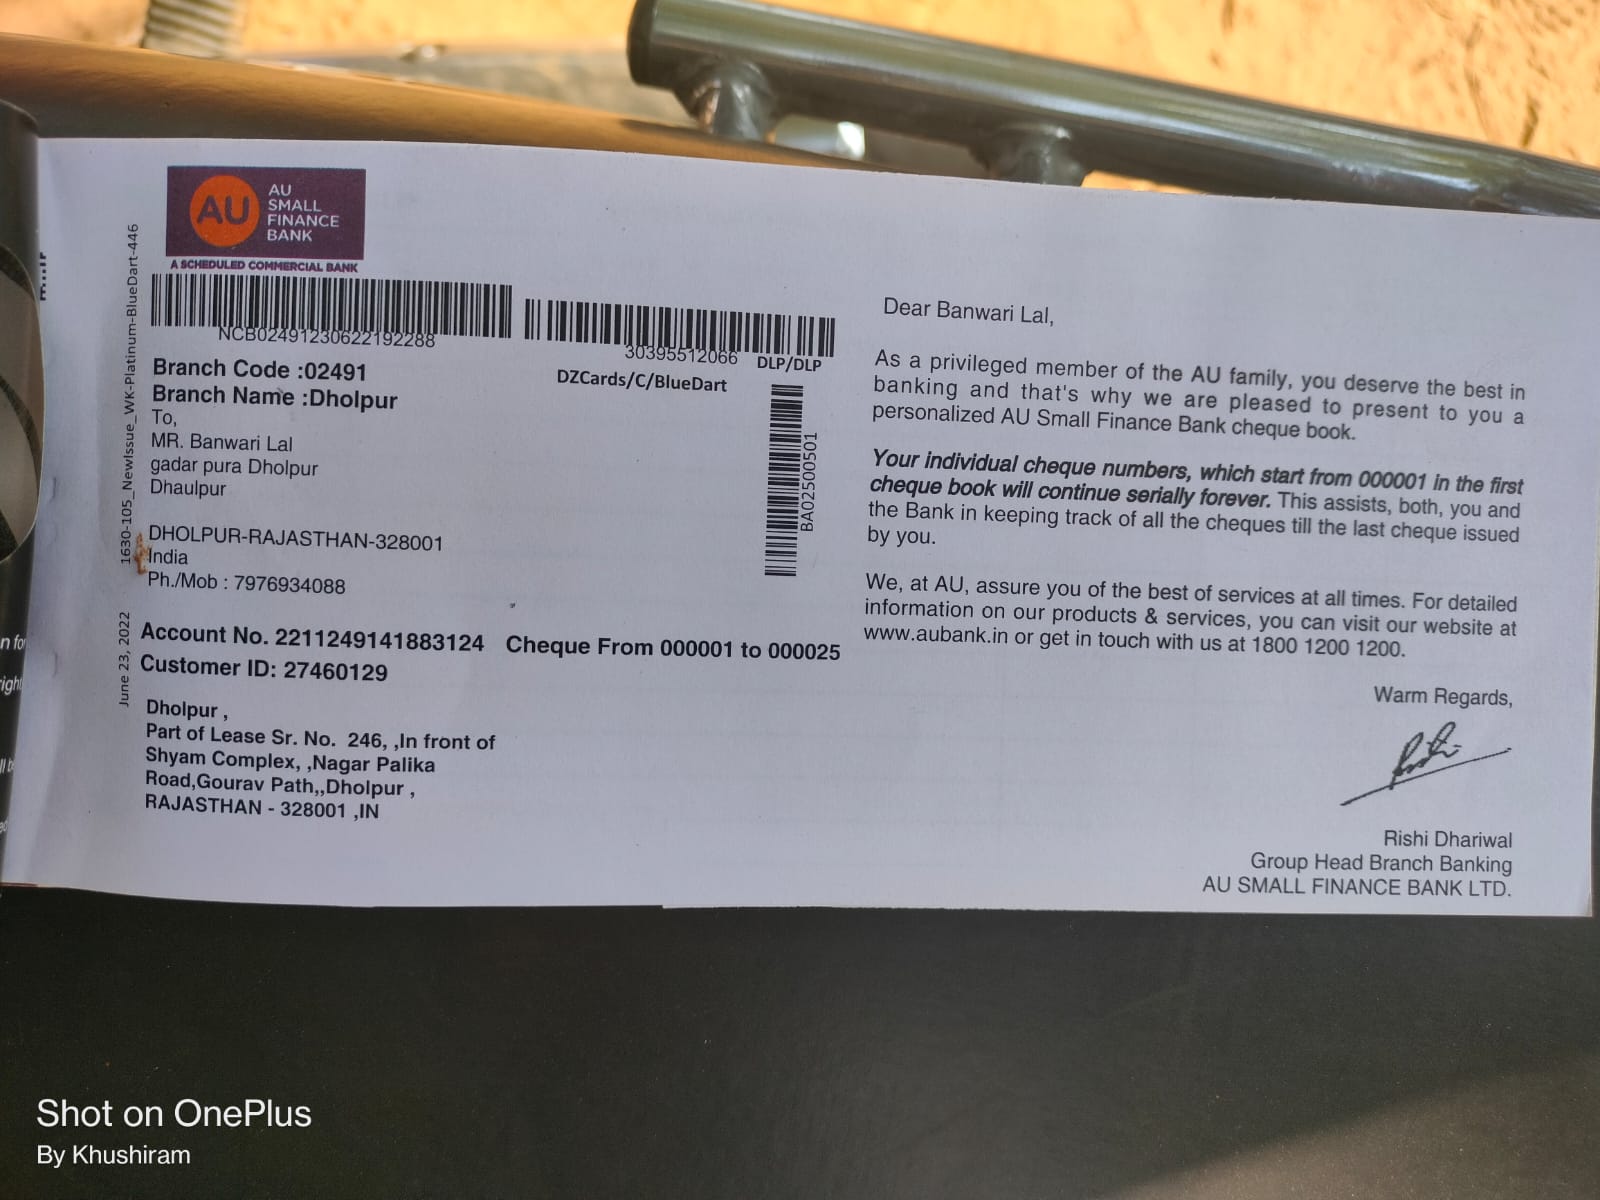 AU
AU
SMALL
FINANCE
BANK
A SCHEDULED COMMERCIAL BANK
NCB02491230622192288
30395512066 DLP/DLP
DZCards/C/BlueDart
Branch Code :02491
Branch Name :Dholpur
To,
MR. Banwari Lal
gadar pura Dholpur
Dhaulpur
DHOLPUR-RAJASTHAN-328001
India
Ph./Mob : 7976934088
BA02500501
1630-105_NewIssue_WK-Platinum-BlueDart-446
June 23, 2022
Account No. 2211249141883124 Cheque From 000001 to 000025
Customer ID: 27460129
Dholpur ,
Part of Lease Sr. No. 246, ,In front of
Shyam Complex, ,Nagar Palika
Road,Gourav Path,,Dholpur ,
RAJASTHAN - 328001 ,IN
Dear Banwari Lal,
As a privileged member of the AU family, you deserve the best in
banking and that's why we are pleased to present to you a
personalized AU Small Finance Bank cheque book.
Your individual cheque numbers, which start from 000001 in the first
cheque book will continue serially forever. This assists, both, you and
the Bank in keeping track of all the cheques till the last cheque issued
by you.
We, at AU, assure you of the best of services at all times. For detailed
information on our products & services, you can visit our website at
www.aubank.in or get in touch with us at 1800 1200 1200.
Warm Regards,
Rishi Dhariwal
Group Head Branch Banking
AU SMALL FINANCE BANK LTD.
Shot on OnePlus
By Khushiram